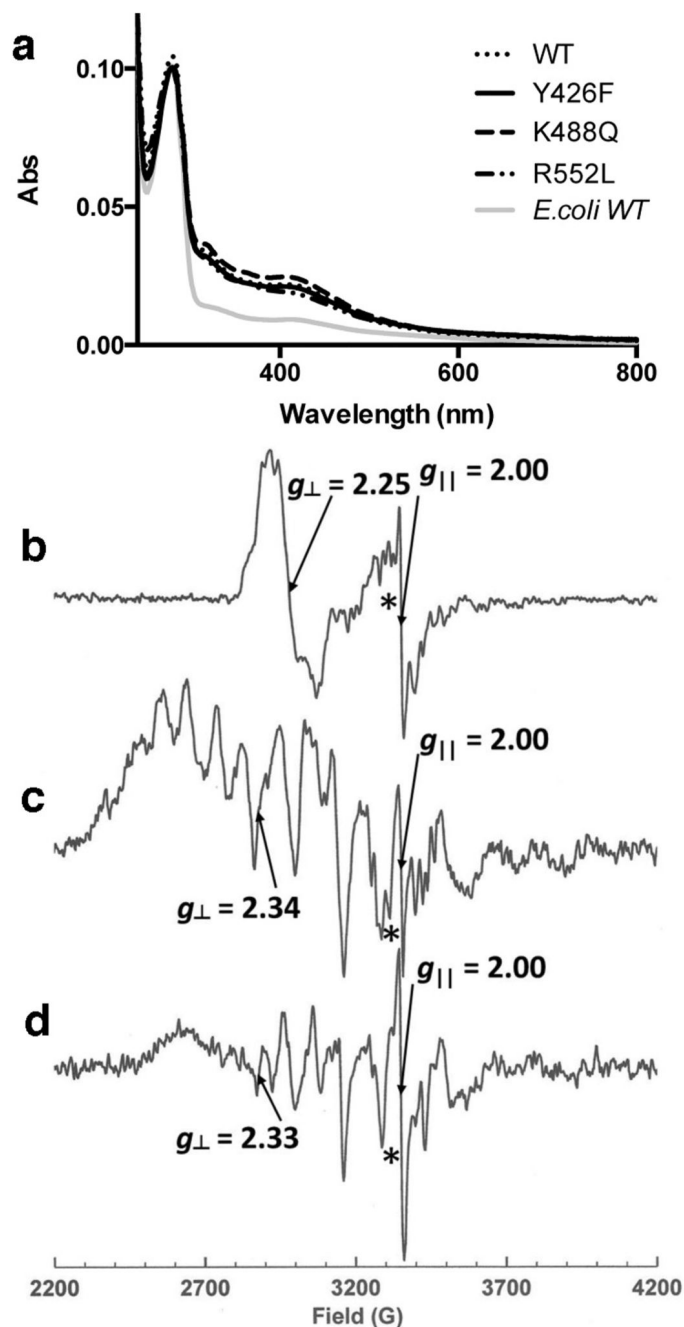 a
0.10
0.05
0.00
Abs
WT
Y426F
K488Q
R552L
E.coli WT
400
600
800
Wavelength (nm)
b
g⊥ = 2.25
g|| = 2.00
*
c
g⊥ = 2.34
g|| = 2.00
*
d
g⊥ = 2.33
g|| = 2.00
*
2200
2700
3200
3700
4200
Field (G)